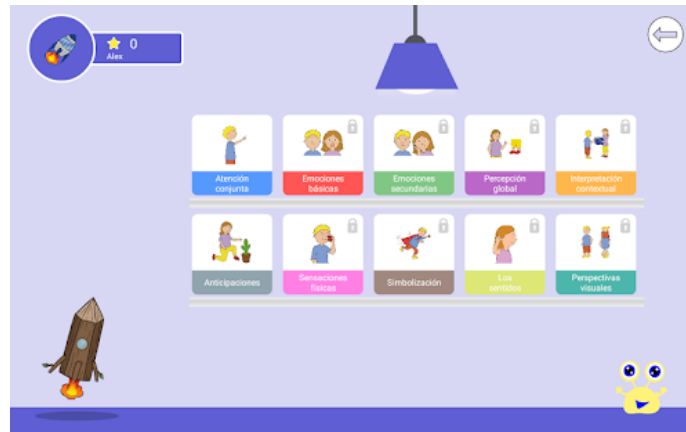 0
Alex
Atención
conjunta
Emociones
básicas
Emociones
secundarias
Percepción
global
Interpretación
contextual
Anticipaciones
Sensaciones
físicas
Simbolización
Los
sentidos
Perspectivas
visuales